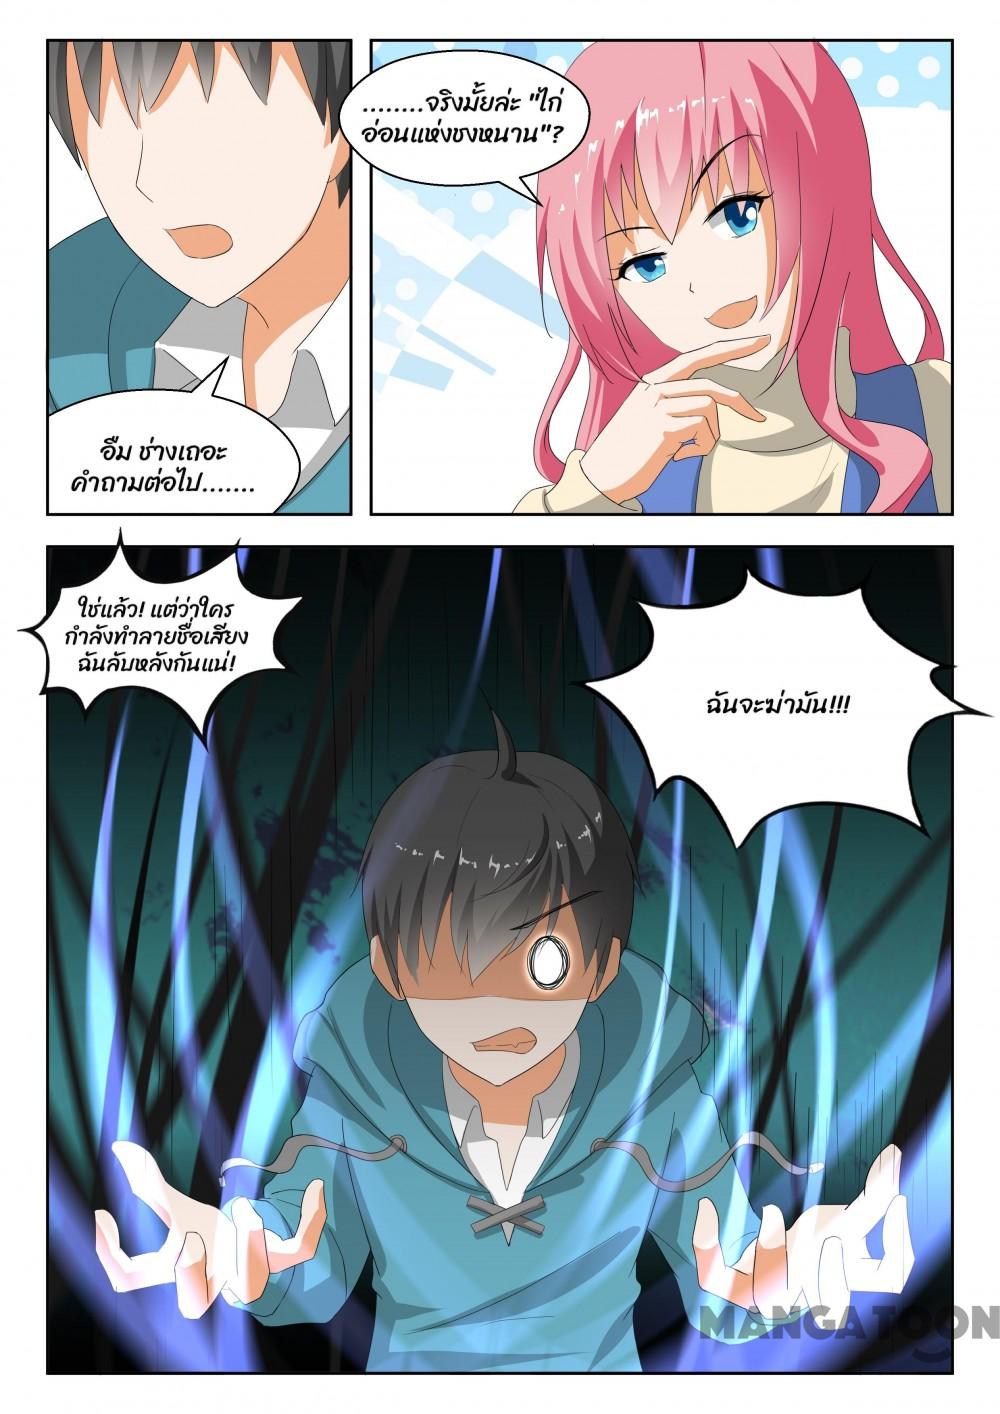 อืม ช่างเถอะ
คำถามต่อไป.......
........จริงมั้ยล่ะ "ไก่
อ่อนแห่งชงหนาน"?
ใช่แล้ว! แต่ว่าใคร
กำลังทำลายชื่อเสียง
ฉันลับหลังกันแน่!
ฉันจะฆ่ามัน!!!
MANGATOON